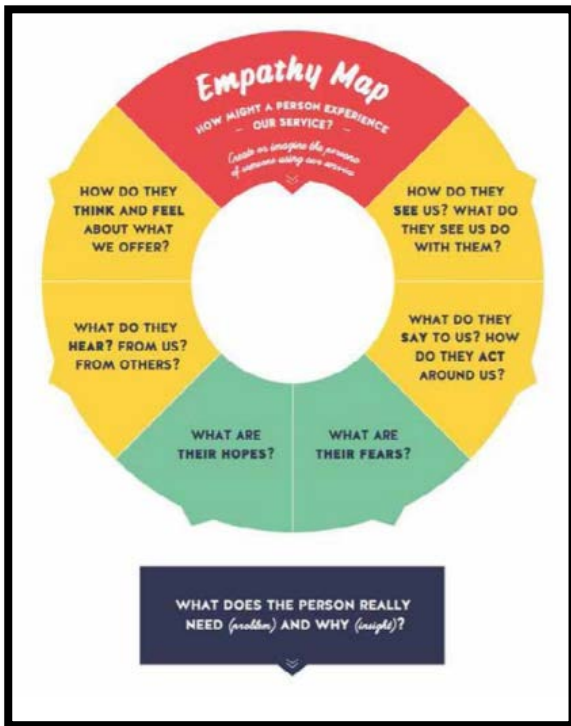 Empathy Map
HOW MIGHT A PERSON EXPERIENCE
– OUR SERVICE? –
Create or imagine the persona
of someone using our service
HOW DO THEY
THINK AND FEEL
ABOUT WHAT
WE OFFER?
HOW DO THEY
SEE US? WHAT DO
THEY SEE US DO
WITH THEM?
WHAT DO THEY
HEAR? FROM US?
FROM OTHERS?
WHAT DO THEY
SAY TO US? HOW
DO THEY ACT
AROUND US?
WHAT ARE
THEIR HOPES?
WHAT ARE
THEIR FEARS?
WHAT DOES THE PERSON REALLY
NEED (problem) AND WHY (insight)?